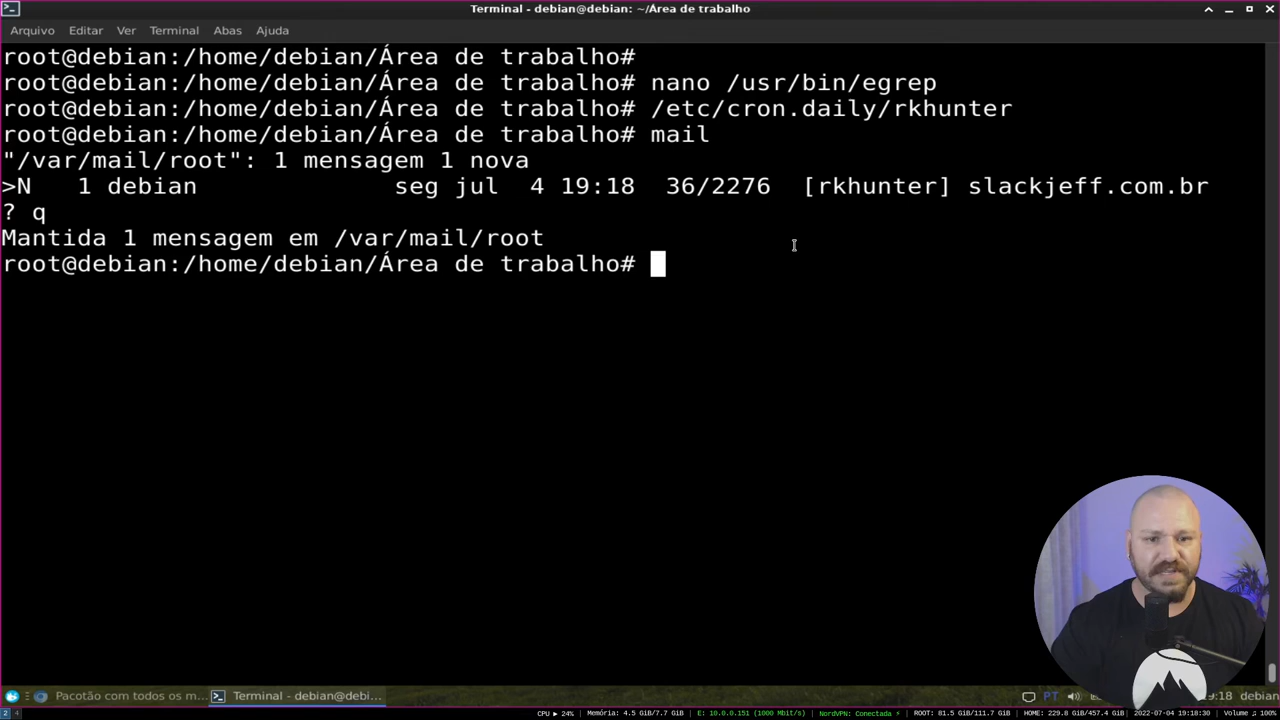 Terminal - debian@debian: ~/Área de trabalho
Arquivo Editar Ver Terminal Abas Ajuda
root@debian:/home/debian/Área de trabalho#
root@debian:/home/debian/Área de trabalho# nano /usr/bin/egrep
root@debian:/home/debian/Área de trabalho# /etc/cron.daily/rkhunter
root@debian:/home/debian/Área de trabalho# mail
"/var/mail/root": 1 mensagem 1 nova
>N   1 debian             seg jul  4 19:18  36/2276  [rkhunter] slackjeff.com.br
? q
Mantida 1 mensagem em /var/mail/root
root@debian:/home/debian/Área de trabalho#
Pacotão com todos os m... Terminal - debian@debi... PT 9:18 debian
2 4 CPU ▶ 24% Memória: 4.5 GiB/7.7 GiB E: 10.0.0.151 (1000 Mbit/s) NordVPN: Conectada ⚡ ROOT: 81.5 GiB/111.7 GiB HOME: 229.8 GiB/457.4 GiB 2022-07-04 19:18:30 Volume ♫ 100%